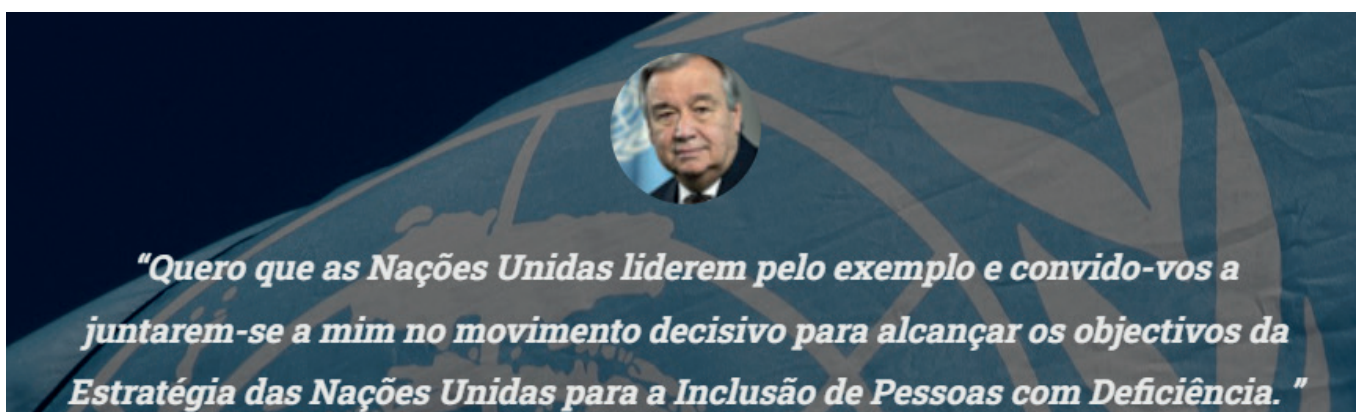 “Quero que as Nações Unidas liderem pelo exemplo e convido-vos a
juntarem-se a mim no movimento decisivo para alcançar os objectivos da
Estratégia das Nações Unidas para a Inclusão de Pessoas com Deficiência. ”